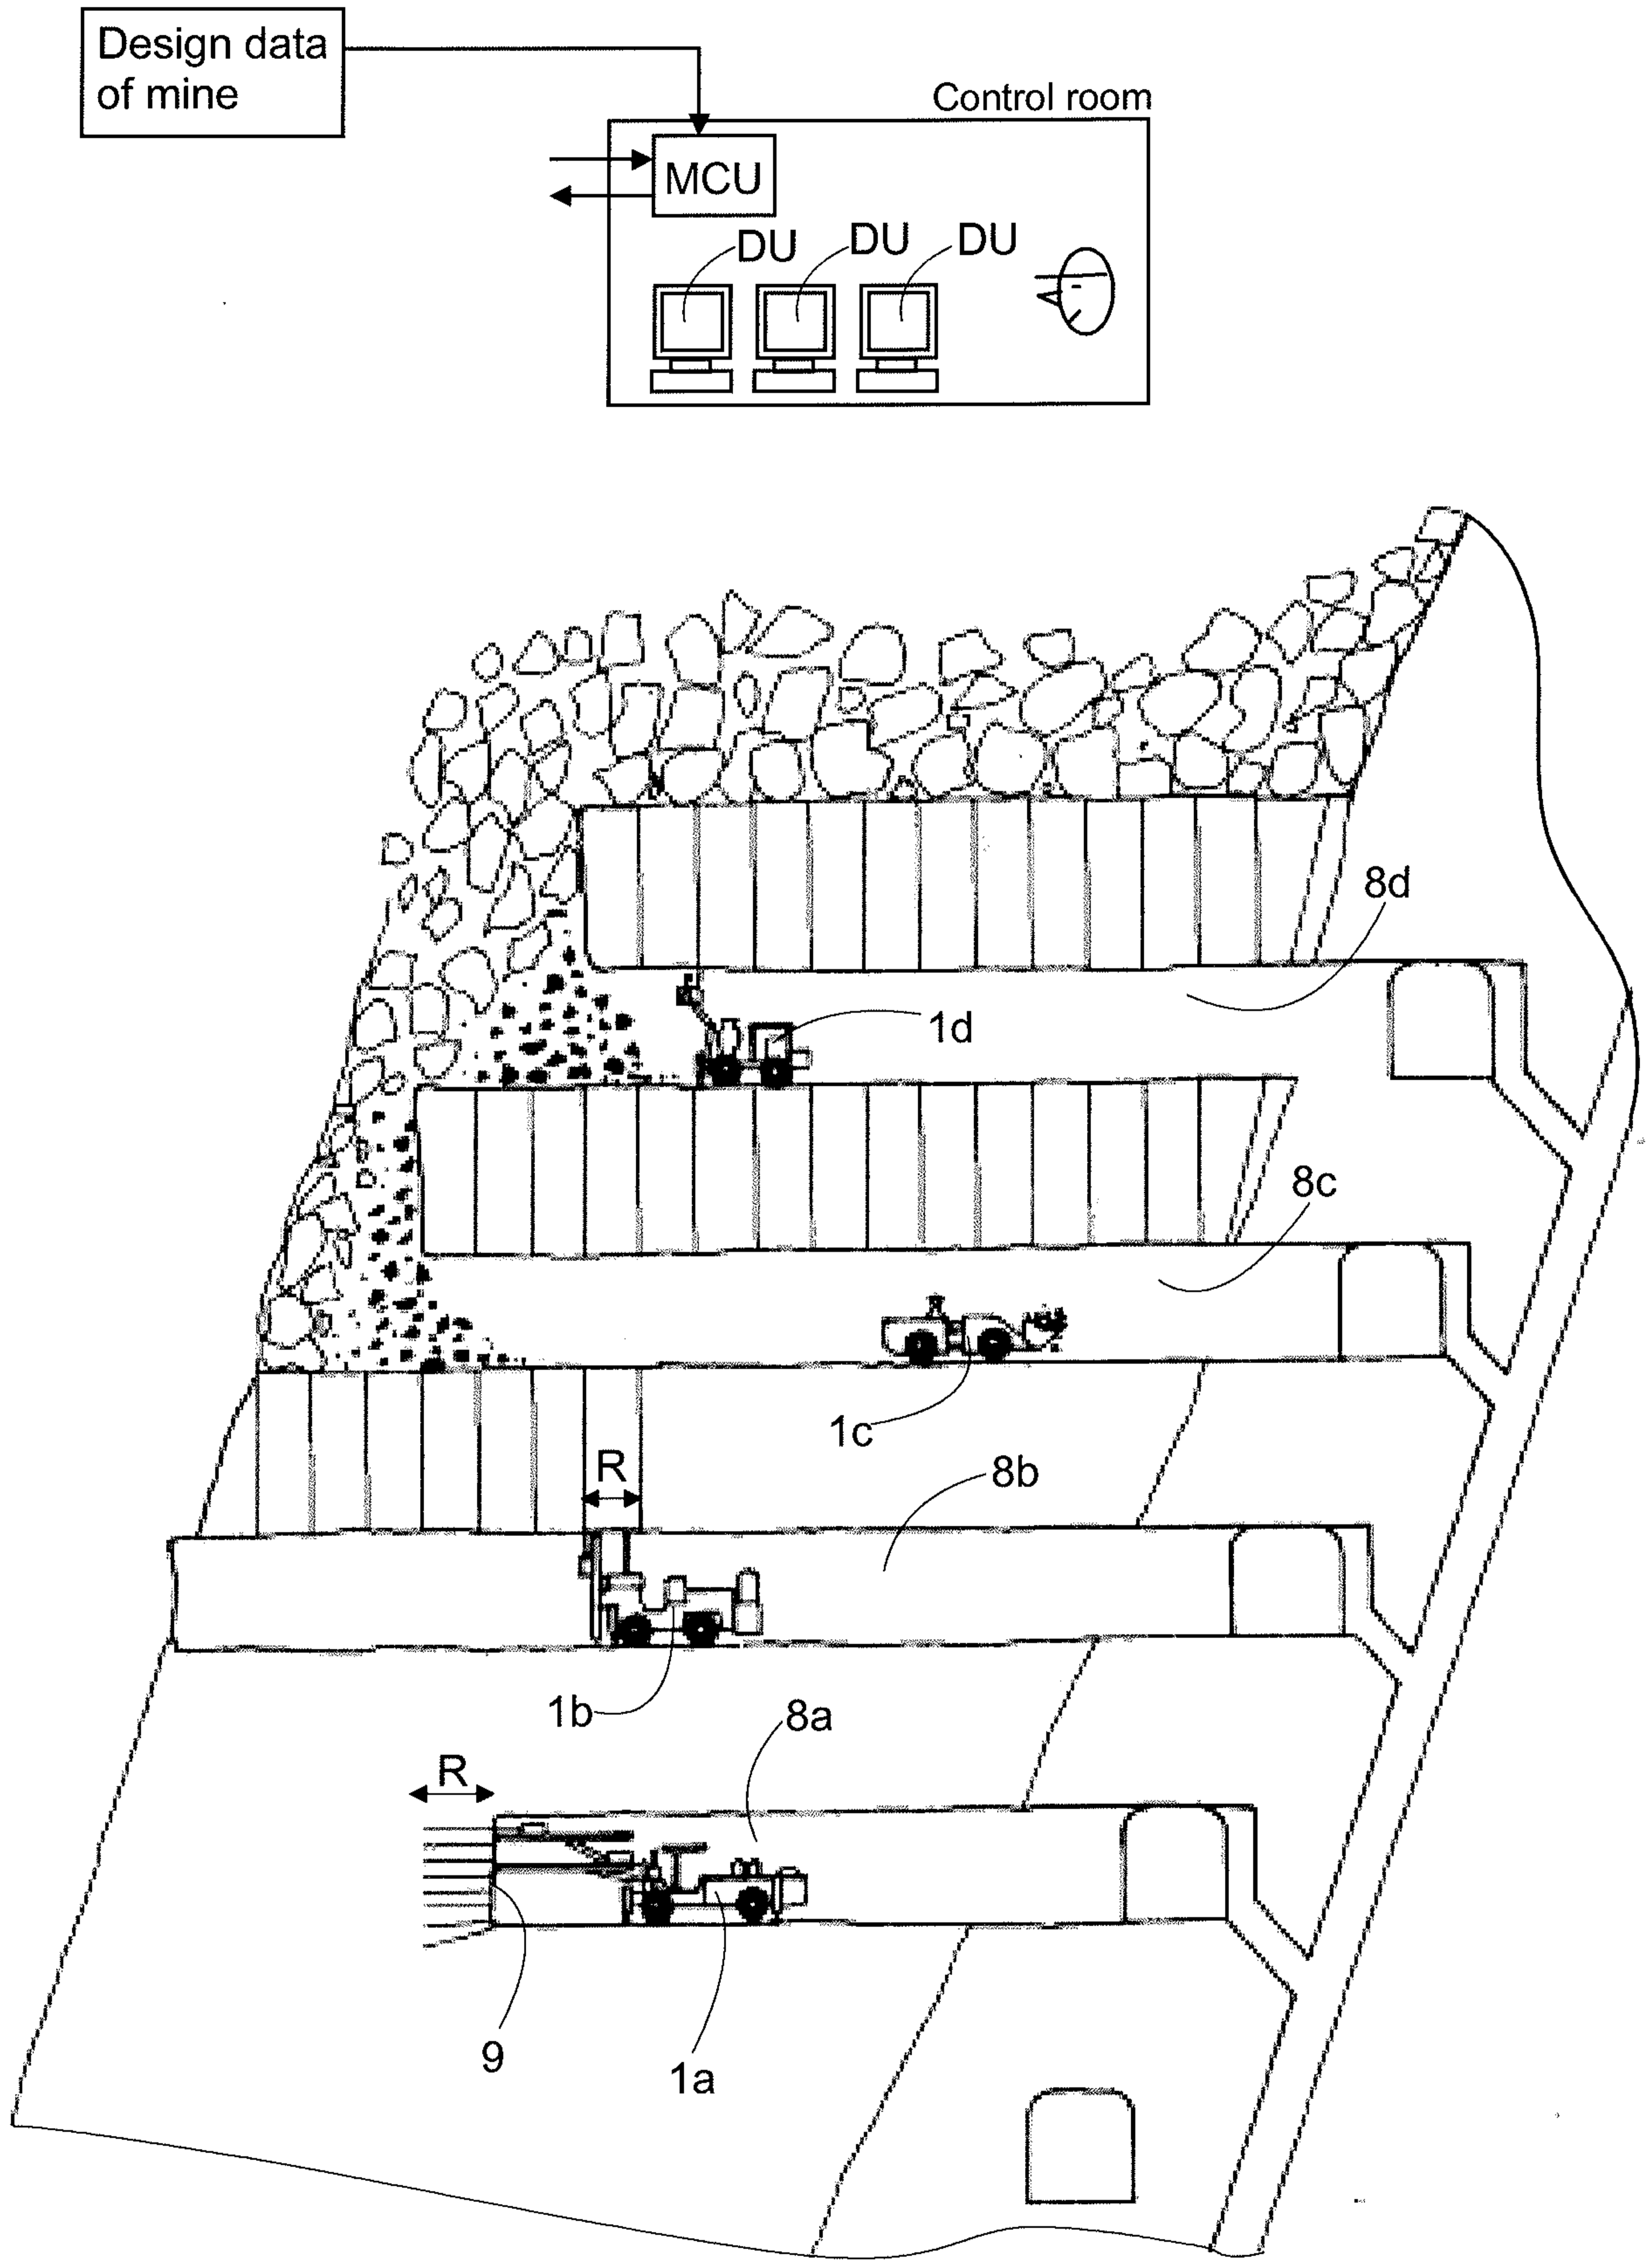 Design data
of mine
Control room
MCU
DU DU DU
8d
1d
8c
1c
R
8b
1b
8a
R
9
1a